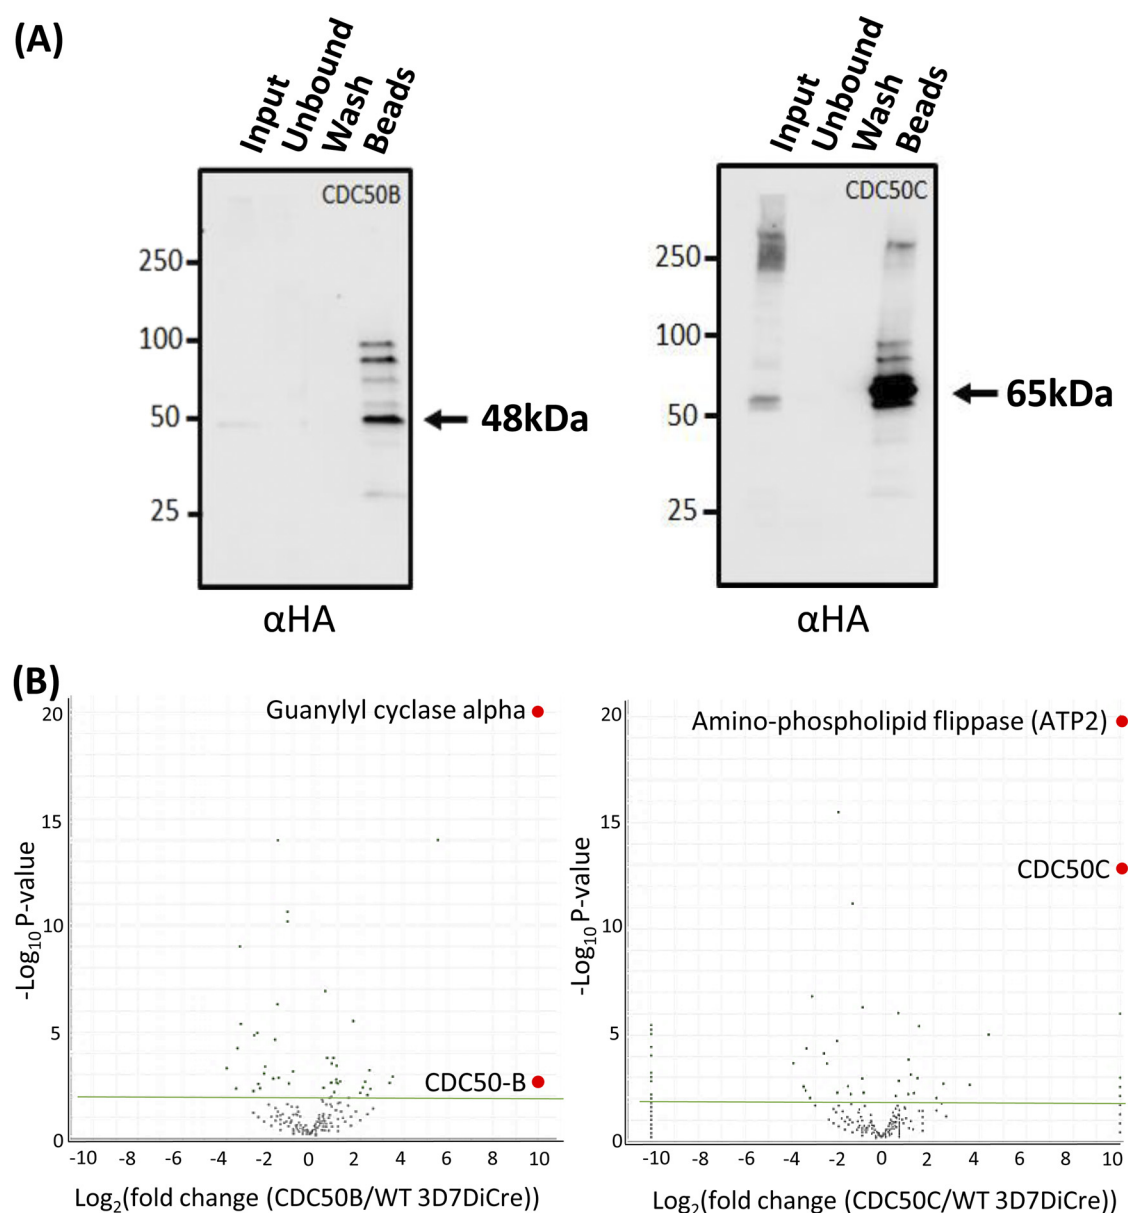 (A)
Input
Unbound
Wash
Beads
CDC50B
250
100
50
25
48kDa
αHA
Input
Unbound
Wash
Beads
CDC50C
250
100
50
25
65kDa
αHA
(B)
-Log10 P-value
20
15
10
5
0
Guanylyl cyclase alpha
CDC50-B
-10 -8 -6 -4 -2 0 2 4 6 8 10
Log2(fold change (CDC50B/WT 3D7DiCre))
-Log10 P-value
20
15
10
5
0
Amino-phospholipid flippase (ATP2)
CDC50C
-10 -8 -6 -4 -2 0 2 4 6 8 10
Log2(fold change (CDC50C/WT 3D7DiCre))